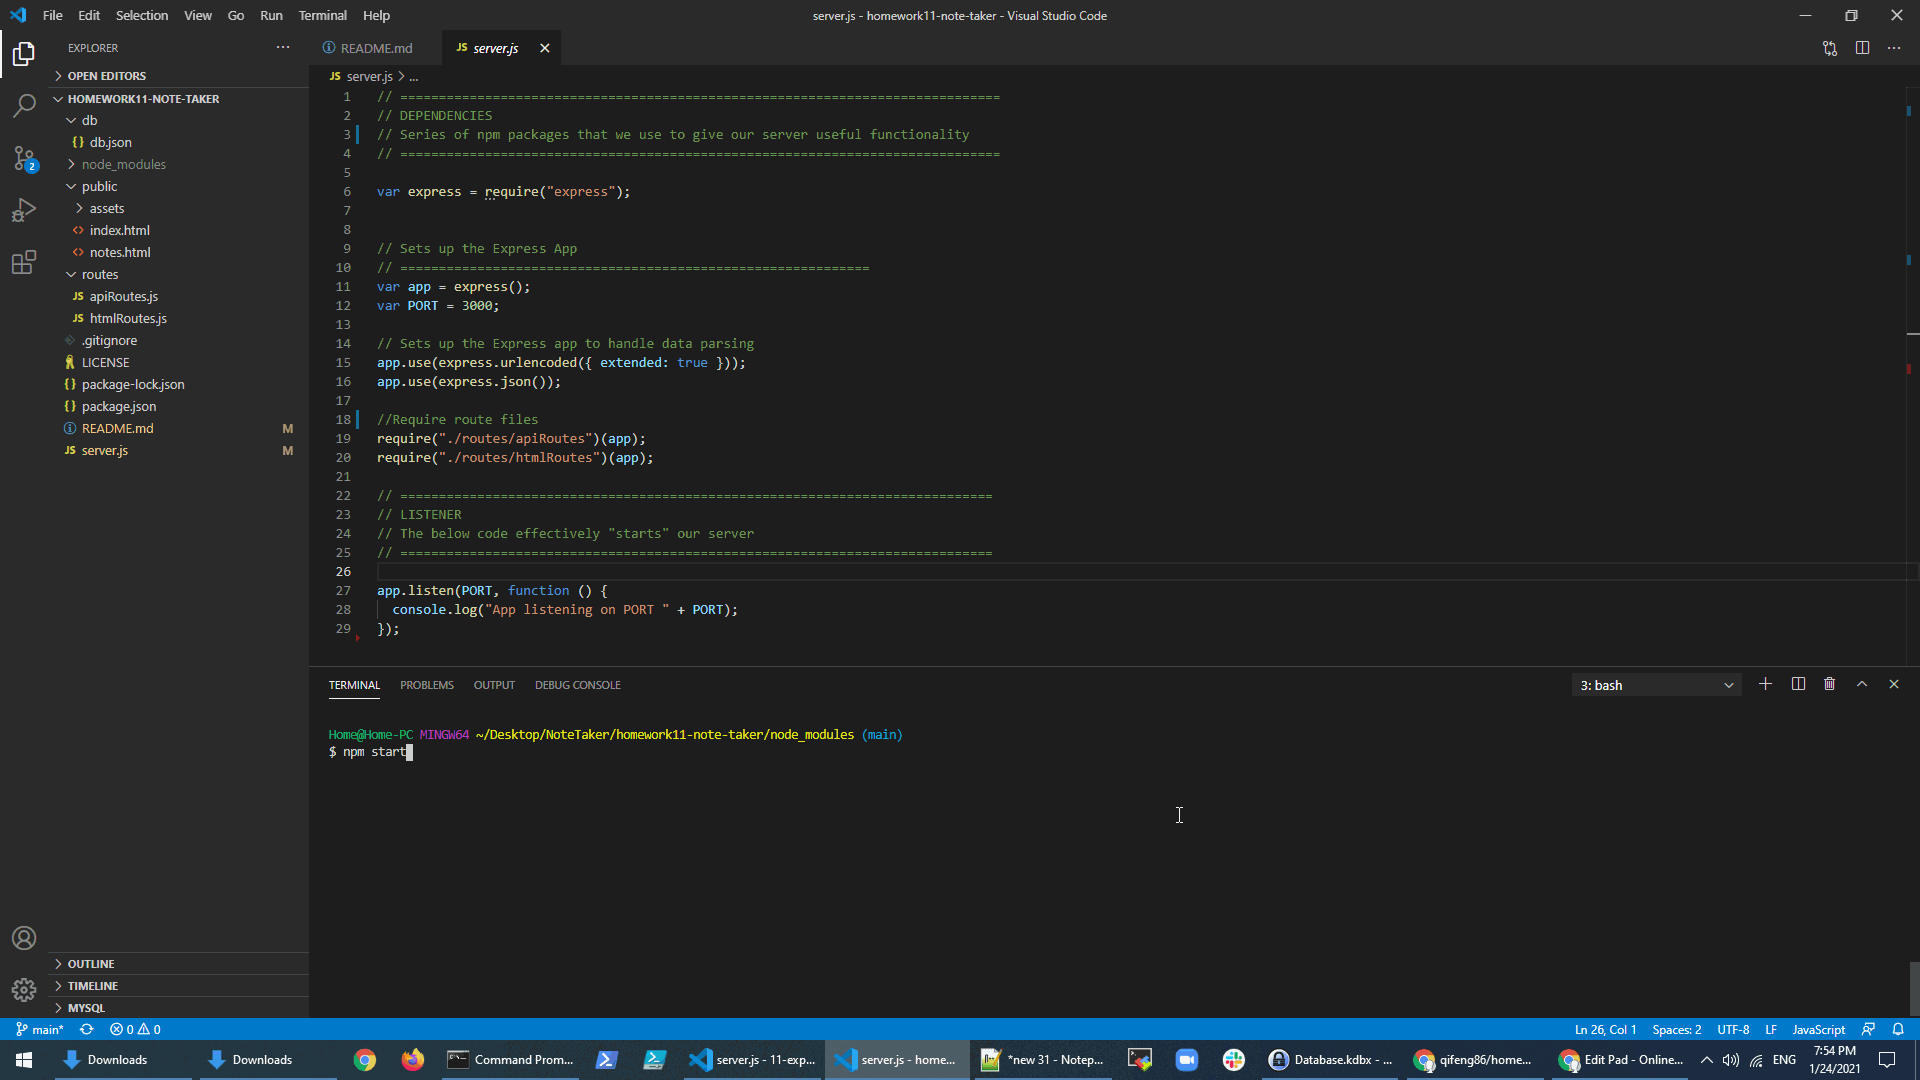 File Edit Selection View Go Run Terminal Help
server.js - homework11-note-taker - Visual Studio Code
EXPLORER
OPEN EDITORS
HOMEWORK11-NOTE-TAKER
db
{} db.json
node_modules
public
assets
<> index.html
<> notes.html
routes
JS apiRoutes.js
JS htmlRoutes.js
.gitignore
LICENSE
{} package-lock.json
{} package.json
README.md M
JS server.js M
OUTLINE
TIMELINE
MYSQL
2
README.md
JS server.js
JS server.js > ...
1 // ==============================================================================
2 // DEPENDENCIES
3 // Series of npm packages that we use to give our server useful functionality
4 // ==============================================================================
5
6 var express = require("express");
7
8
9 // Sets up the Express App
10 // =============================================================
11 var app = express();
12 var PORT = 3000;
13
14 // Sets up the Express app to handle data parsing
15 app.use(express.urlencoded({ extended: true }));
16 app.use(express.json());
17
18 //Require route files
19 require("./routes/apiRoutes")(app);
20 require("./routes/htmlRoutes")(app);
21
22 // =============================================================================
23 // LISTENER
24 // The below code effectively "starts" our server
25 // =============================================================================
26
27 app.listen(PORT, function () {
28 console.log("App listening on PORT " + PORT);
29 });
TERMINAL PROBLEMS OUTPUT DEBUG CONSOLE
3: bash
Home@Home-PC MINGW64 ~/Desktop/NoteTaker/homework11-note-taker/node_modules (main)
$ npm start
main* 0 0
Ln 26, Col 1 Spaces: 2 UTF-8 LF JavaScript
Downloads
Downloads
Command Prom...
server.js - 11-exp...
server.js - home...
*new 31 - Notep...
Database.kdbx - ...
qifeng86/home...
Edit Pad - Online...
ENG
7:54 PM
1/24/2021